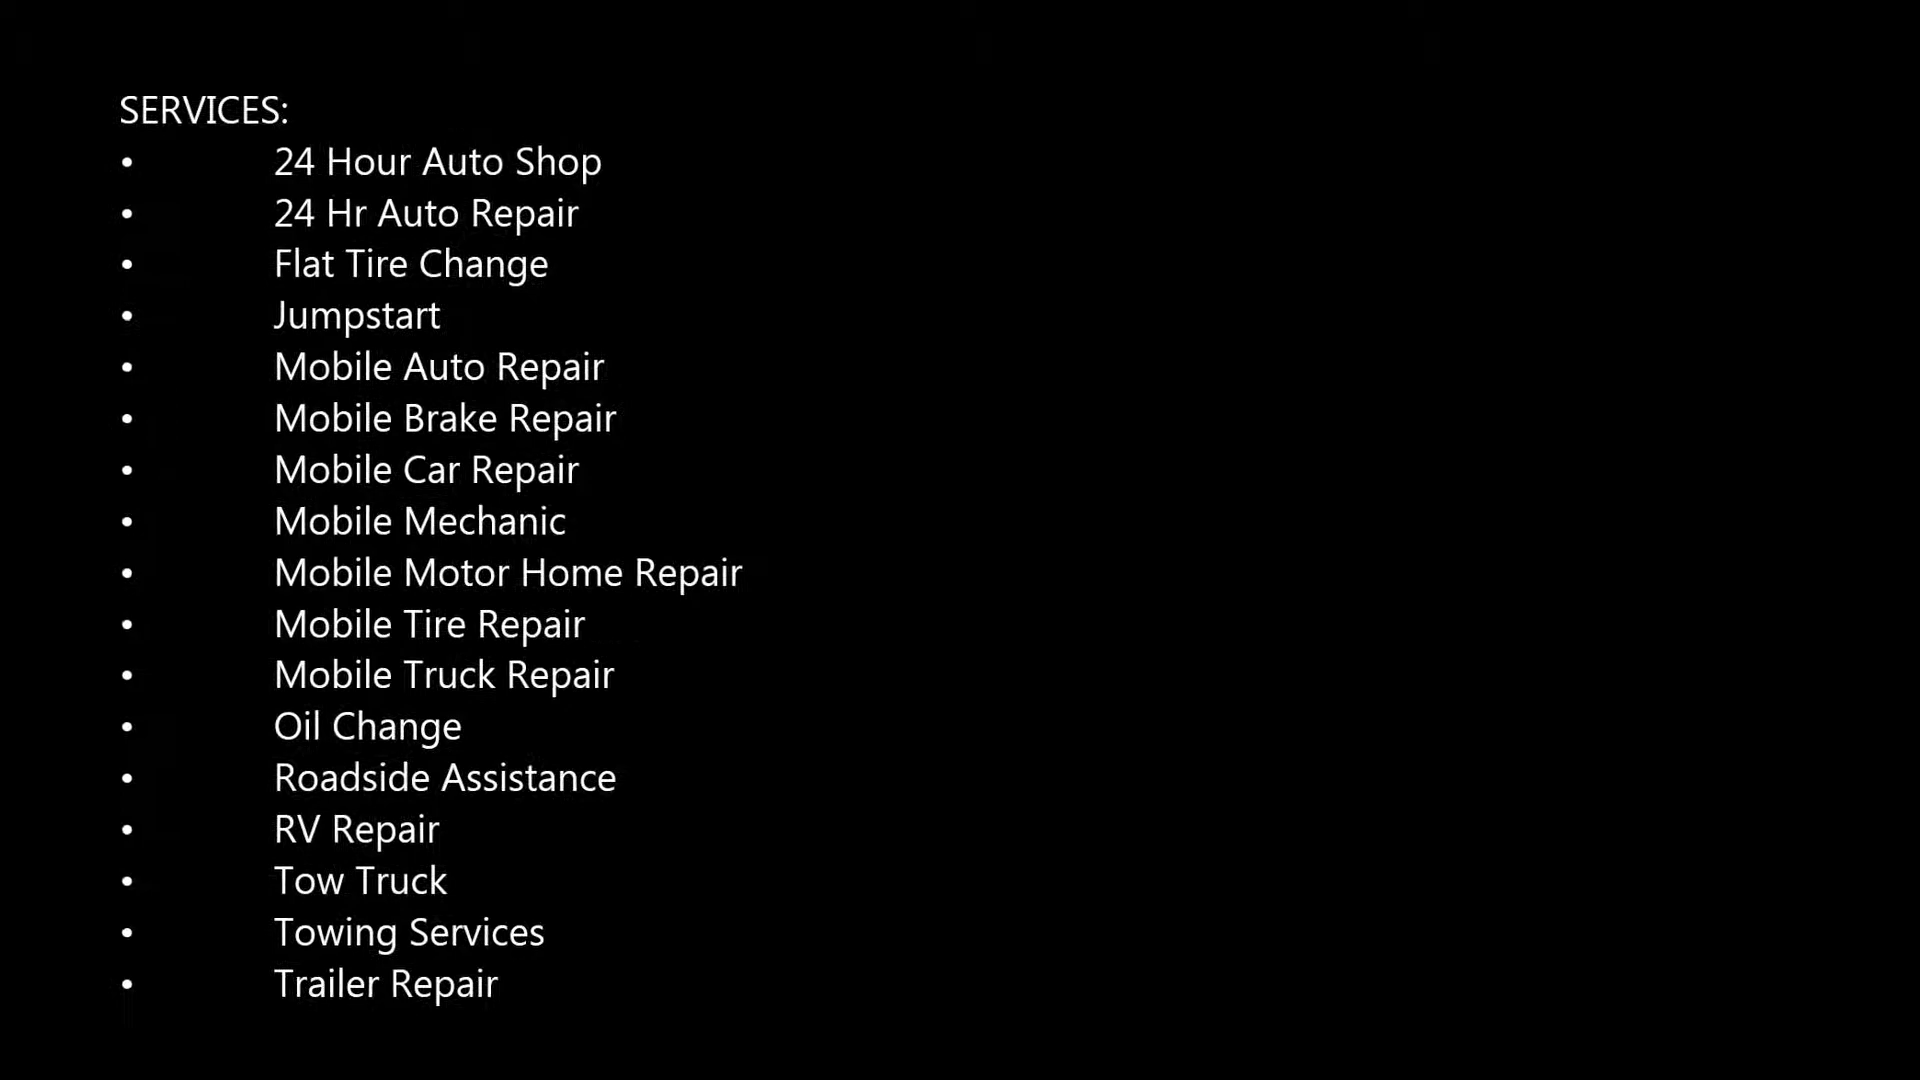 SERVICES:
• 24 Hour Auto Shop
• 24 Hr Auto Repair
• Flat Tire Change
• Jumpstart
• Mobile Auto Repair
• Mobile Brake Repair
• Mobile Car Repair
• Mobile Mechanic
• Mobile Motor Home Repair
• Mobile Tire Repair
• Mobile Truck Repair
• Oil Change
• Roadside Assistance
• RV Repair
• Tow Truck
• Towing Services
• Trailer Repair